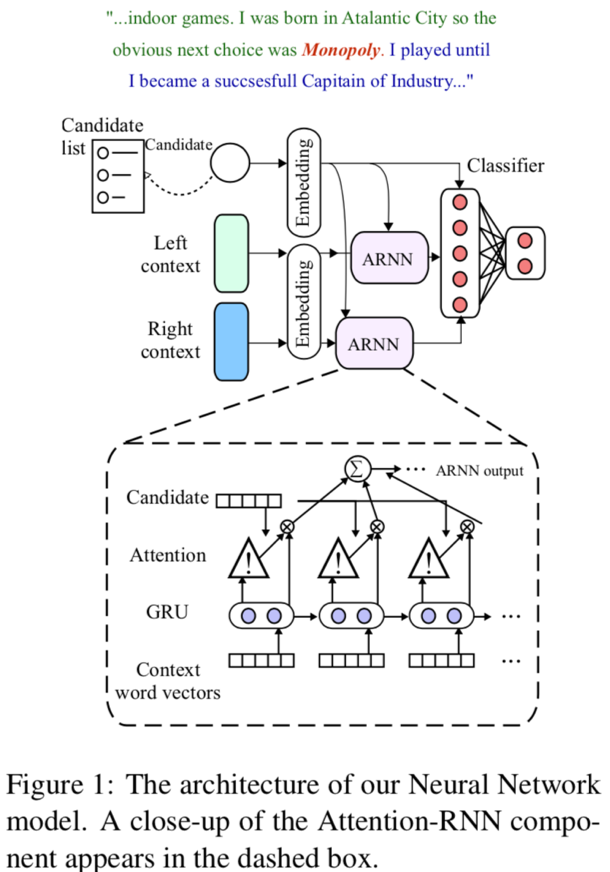 "...indoor games. I was born in Atalantic City so the
obvious next choice was Monopoly. I played until
I became a succsesfull Capitain of Industry..."
Candidate
list
Candidate
Embedding
Classifier
Left
context
ARNN
Embedding
Right
context
ARNN
Σ
... ARNN output
Candidate
Attention
!
!
!
GRU
...
Context
word vectors
...
Figure 1: The architecture of our Neural Network
model. A close-up of the Attention-RNN compo-
nent appears in the dashed box.